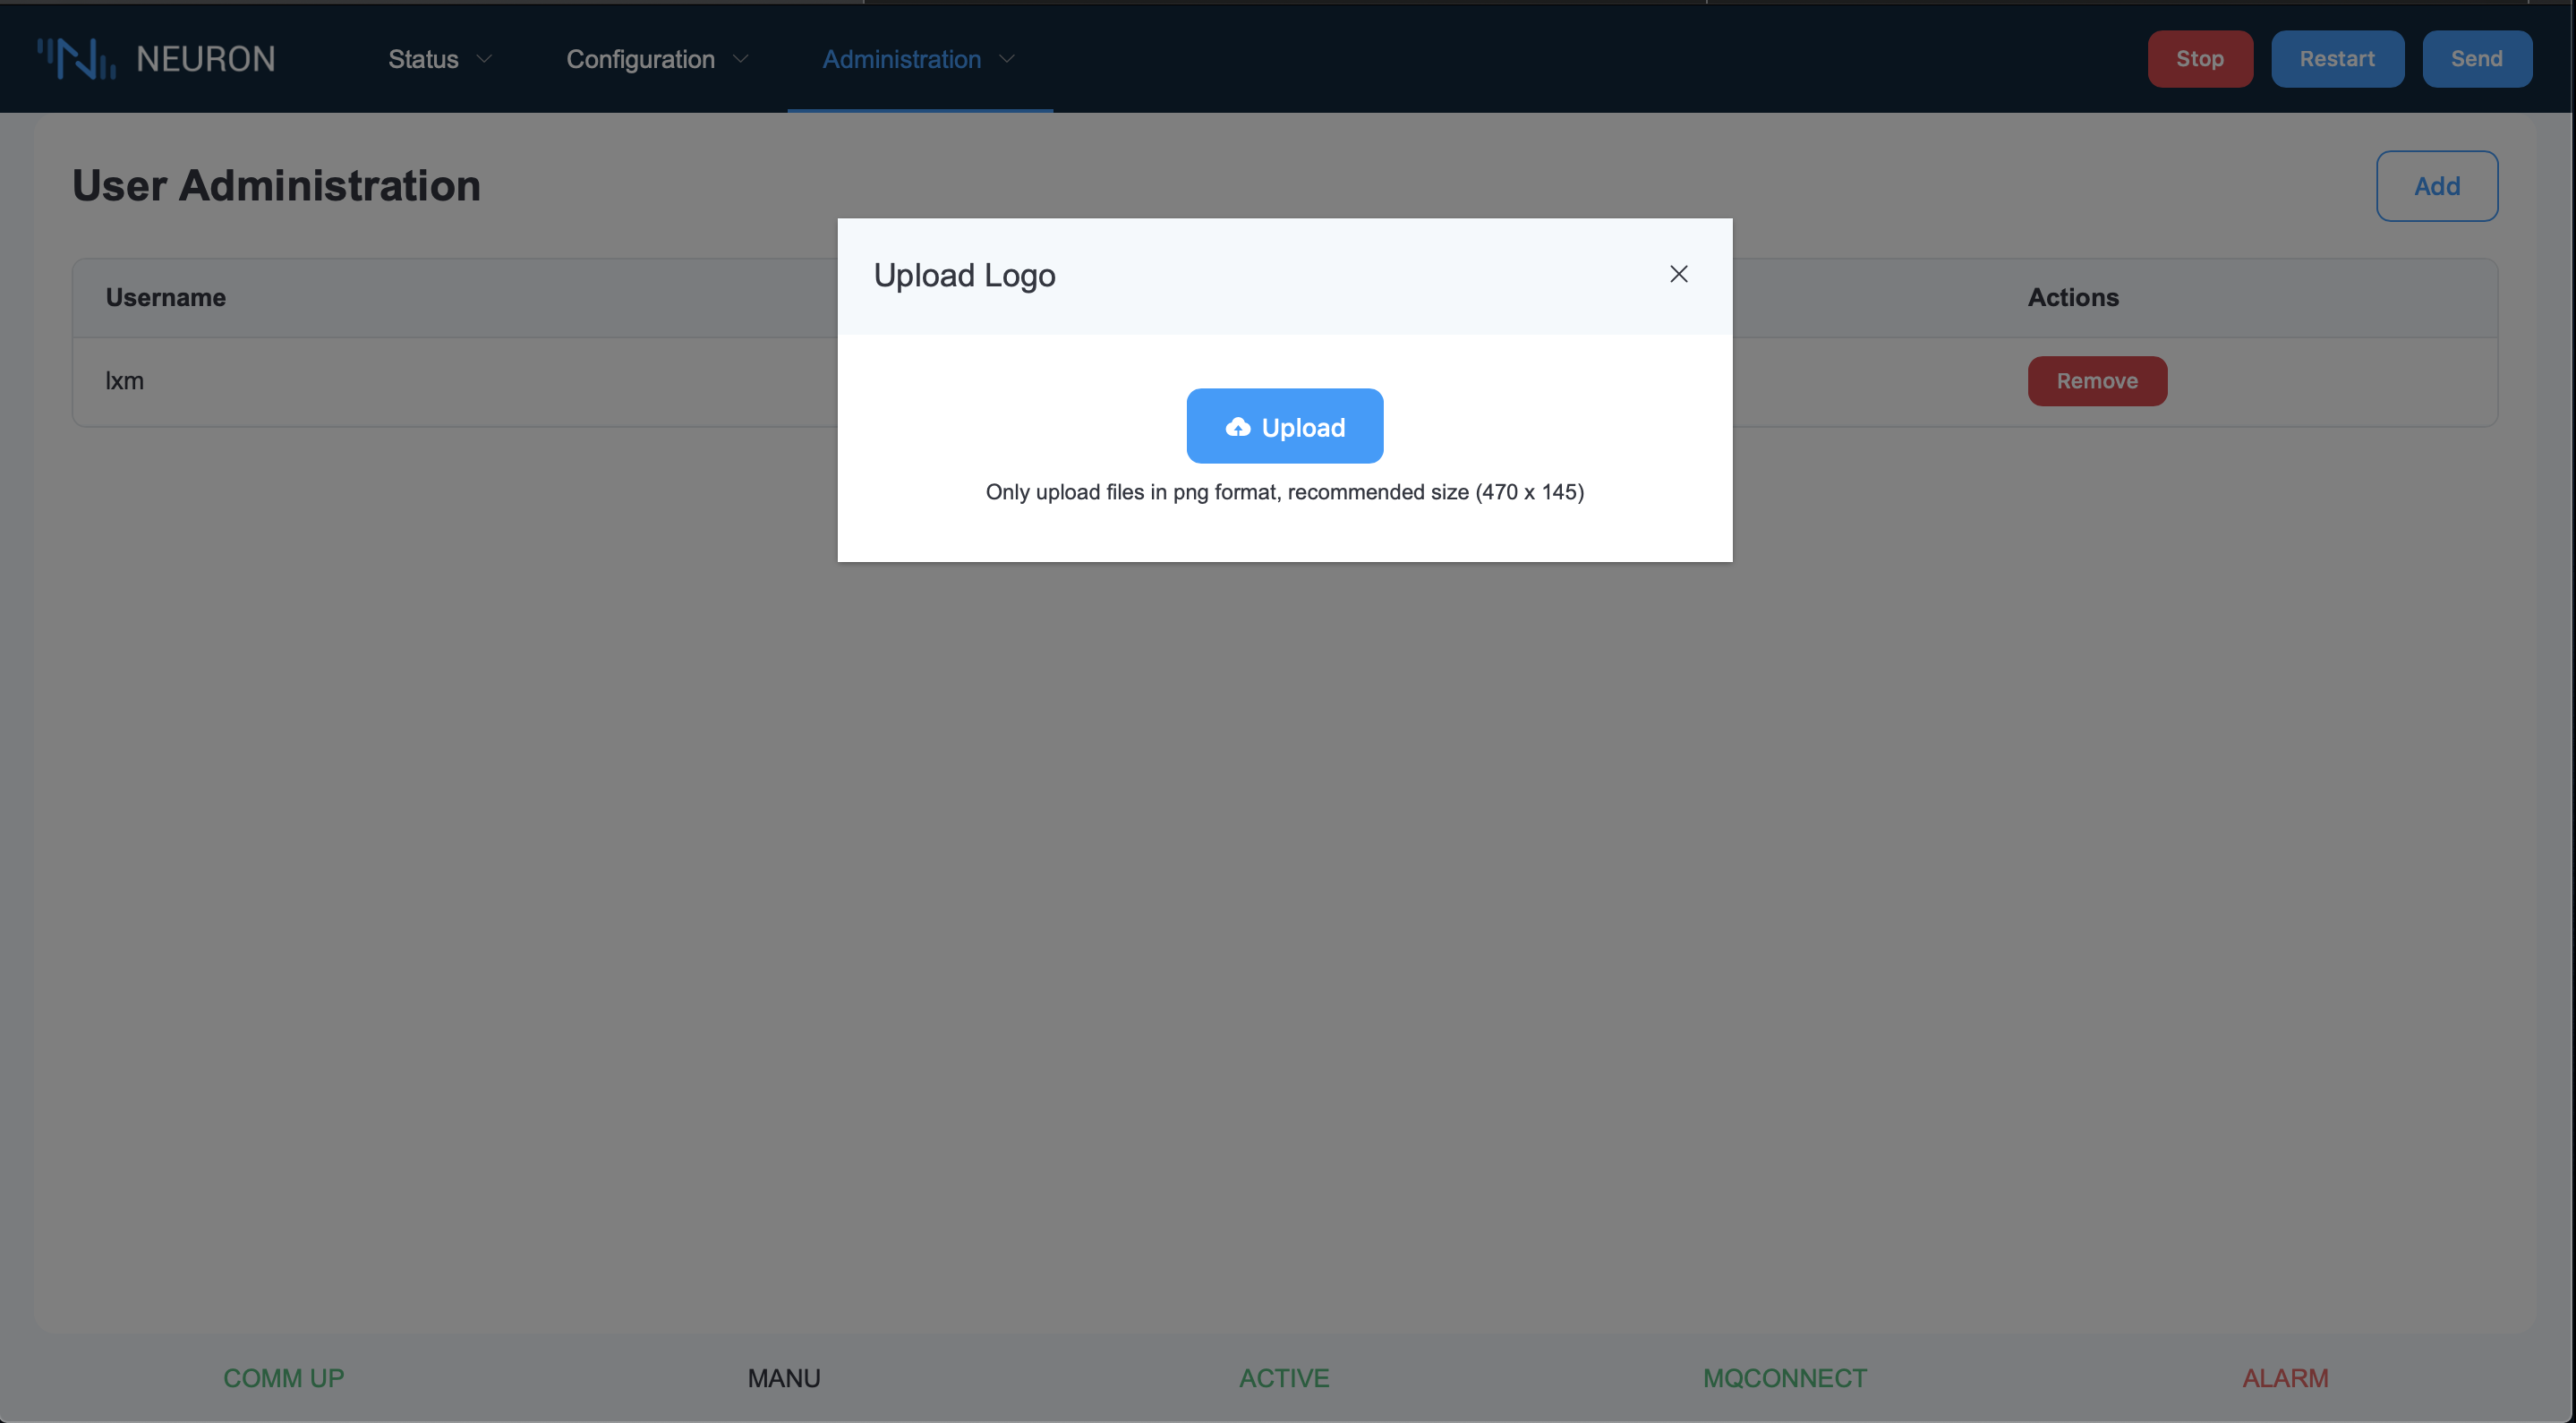 NEURON Status Configuration Administration Stop Restart Send
User Administration Add
Upload Logo
Username Actions
lxm Remove
Upload
Only upload files in png format, recommended size (470 x 145)
COMM UP MANU ACTIVE MQCONNECT ALARM